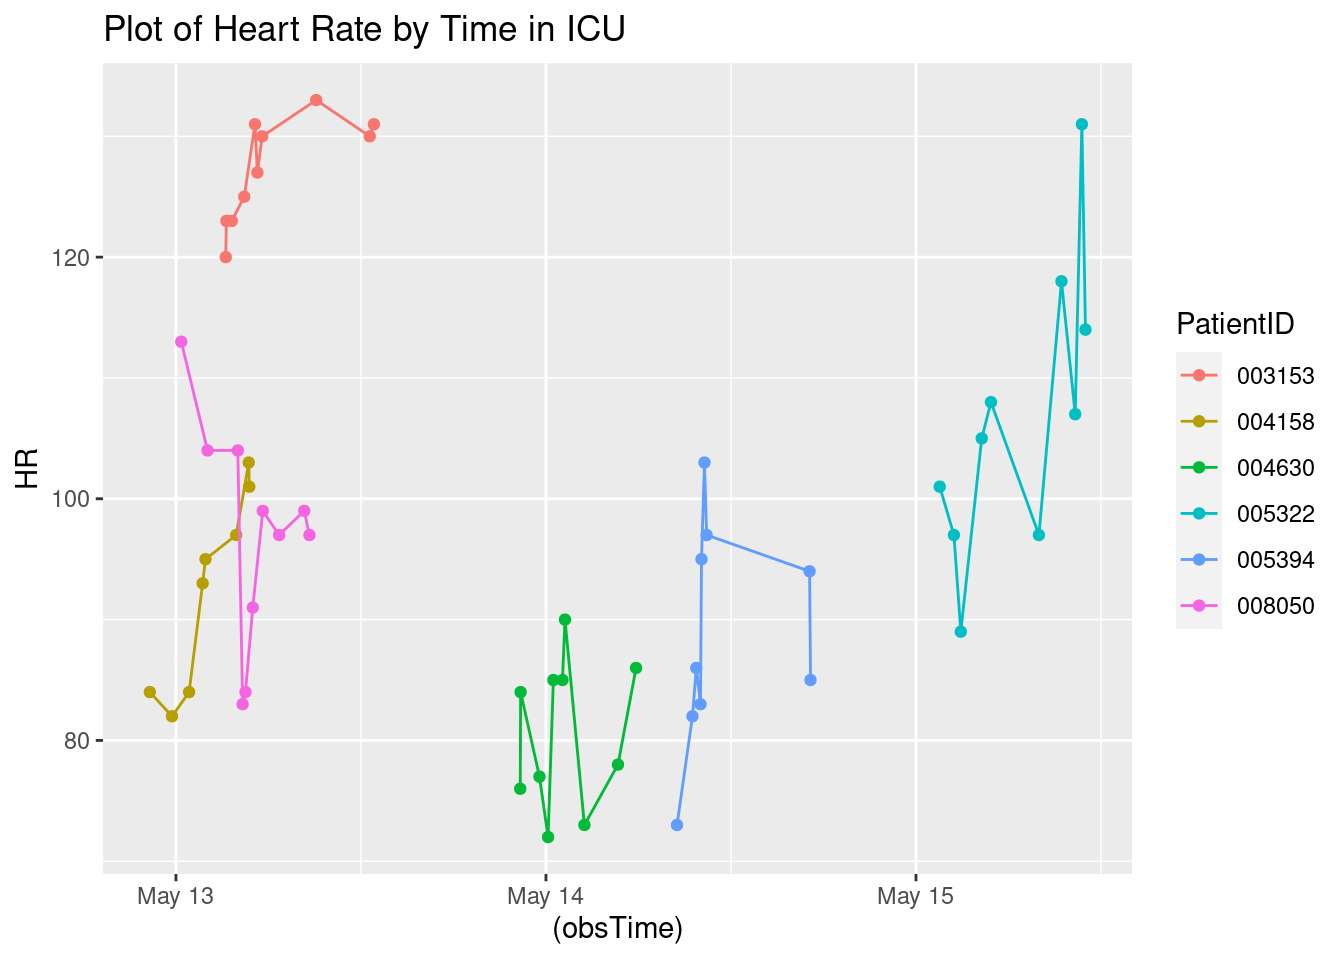 Plot of Heart Rate by Time in ICU
HR
120
100
80
May 13
May 14
May 15
(obsTime)
PatientID
003153
004158
004630
005322
005394
008050